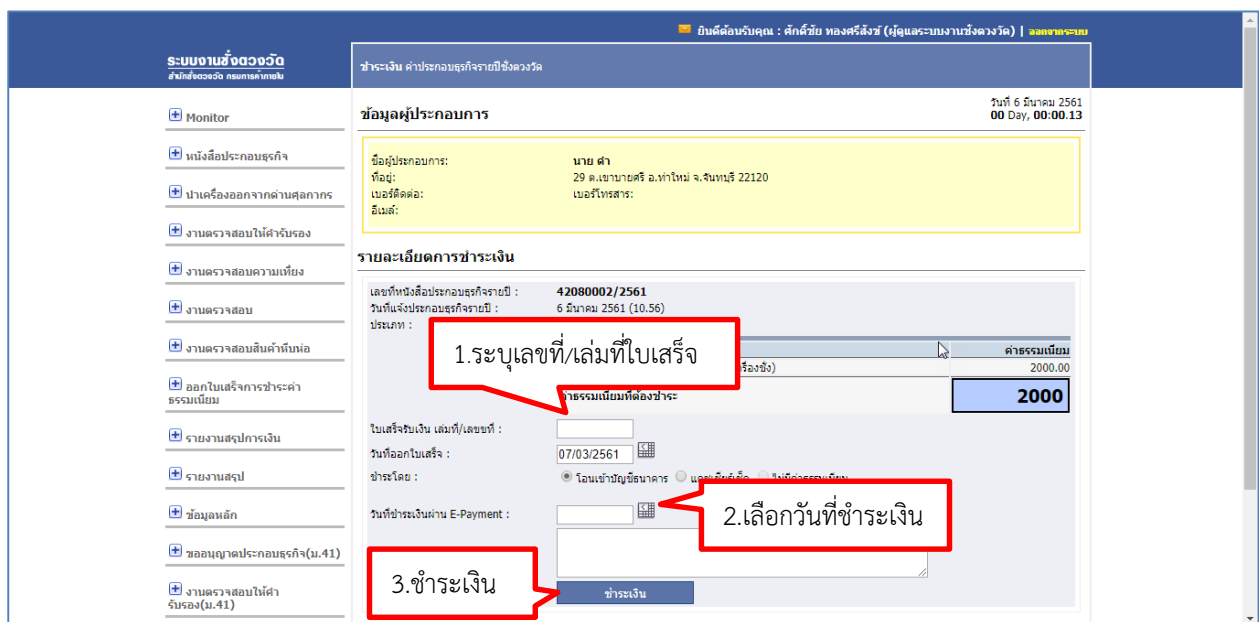 ยินดีต้อนรับคุณ : ศักดิ์ชัย ทองศรีสังข์ (ผู้ดูแลระบบงานชั่งตวงวัด) | ออกจากระบบ
ระบบงานชั่งตวงวัด
สำนักชั่งตวงวัด กรมการค้าภายใน
ชำระเงิน ค่าประกอบธุรกิจรายปีชั่งตวงวัด
Monitor
หนังสือประกอบธุรกิจ
นำเครื่องออกจากด่านศุลกากร
งานตรวจสอบให้คำรับรอง
งานตรวจสอบความเที่ยง
งานตรวจสอบ
งานตรวจสอบสินค้าหีบห่อ
ออกใบเสร็จการชำระค่า
ธรรมเนียม
รายงานสรุปการเงิน
รายงานสรุป
ข้อมูลหลัก
ขออนุญาตประกอบธุรกิจ(ม.41)
งานตรวจสอบให้คำ
รับรอง(ม.41)
ข้อมูลผู้ประกอบการ
วันที่ 6 มีนาคม 2561
00 Day, 00:00.13
ชื่อผู้ประกอบการ: นาย ดำ
ที่อยู่: 29 ต.เขาบายศรี อ.ท่าใหม่ จ.จันทบุรี 22120
เบอร์ติดต่อ: เบอร์โทรสาร:
อีเมล์:
รายละเอียดการชำระเงิน
เลขที่หนังสือประกอบธุรกิจรายปี : 42080002/2561
วันที่แจ้งประกอบธุรกิจรายปี : 6 มีนาคม 2561 (10.56)
ประเภท :
1.ระบุเลขที่/เล่มที่ใบเสร็จ
ค่าธรรมเนียม
รื่องชั่ง) 2000.00
ค่าธรรมเนียมที่ต้องชำระ 2000
ใบเสร็จรับเงิน เล่มที่/เลขที่ :
วันที่ออกใบเสร็จ : 07/03/2561
ชำระโดย : โอนเข้าบัญชีธนาคาร แคชเชียร์เช็ค ไม่มีค่าธรรมเนียม
วันที่ชำระเงินผ่าน E-Payment :
2.เลือกวันที่ชำระเงิน
3.ชำระเงิน
ชำระเงิน